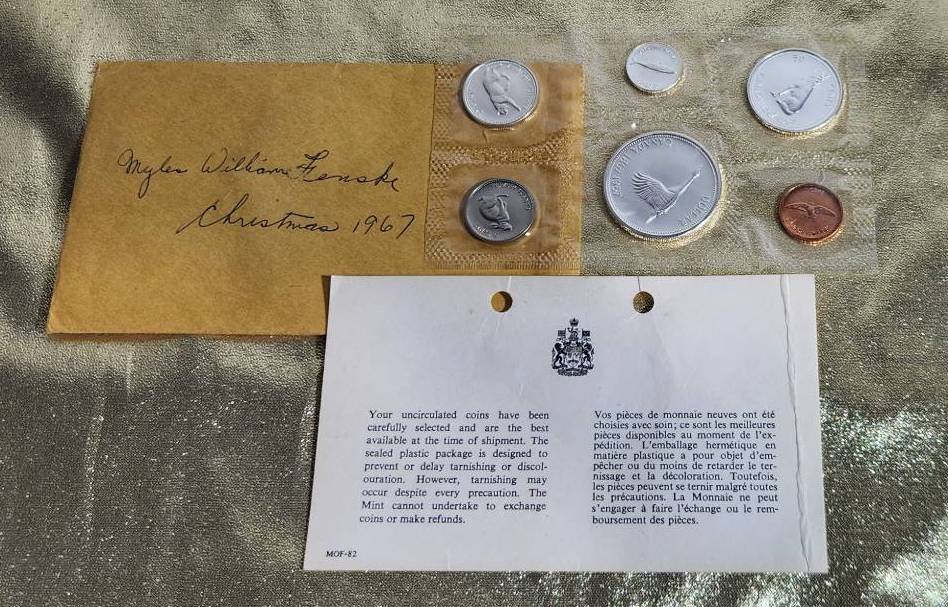 Myles William Fenske
Christmas 1967
CANADA 1867-1967
DOLLAR
Your uncirculated coins have been
carefully selected and are the best
available at the time of shipment. The
sealed plastic package is designed to
prevent or delay tarnishing or discol-
ouration. However, tarnishing may
occur despite every precaution. The
Mint cannot undertake to exchange
coins or make refunds.
MOF-82
Vos pièces de monnaie neuves ont été
choisies avec soin; ce sont les meilleures
pièces disponibles au moment de l'ex-
pédition. L'emballage hermétique en
matière plastique a pour objet d'em-
pêcher ou du moins de retarder le ter-
nissage et la décoloration. Toutefois,
les pièces peuvent se ternir malgré toutes
les précautions. La Monnaie ne peut
s'engager à faire l'échange ou le rem-
boursement des pièces.